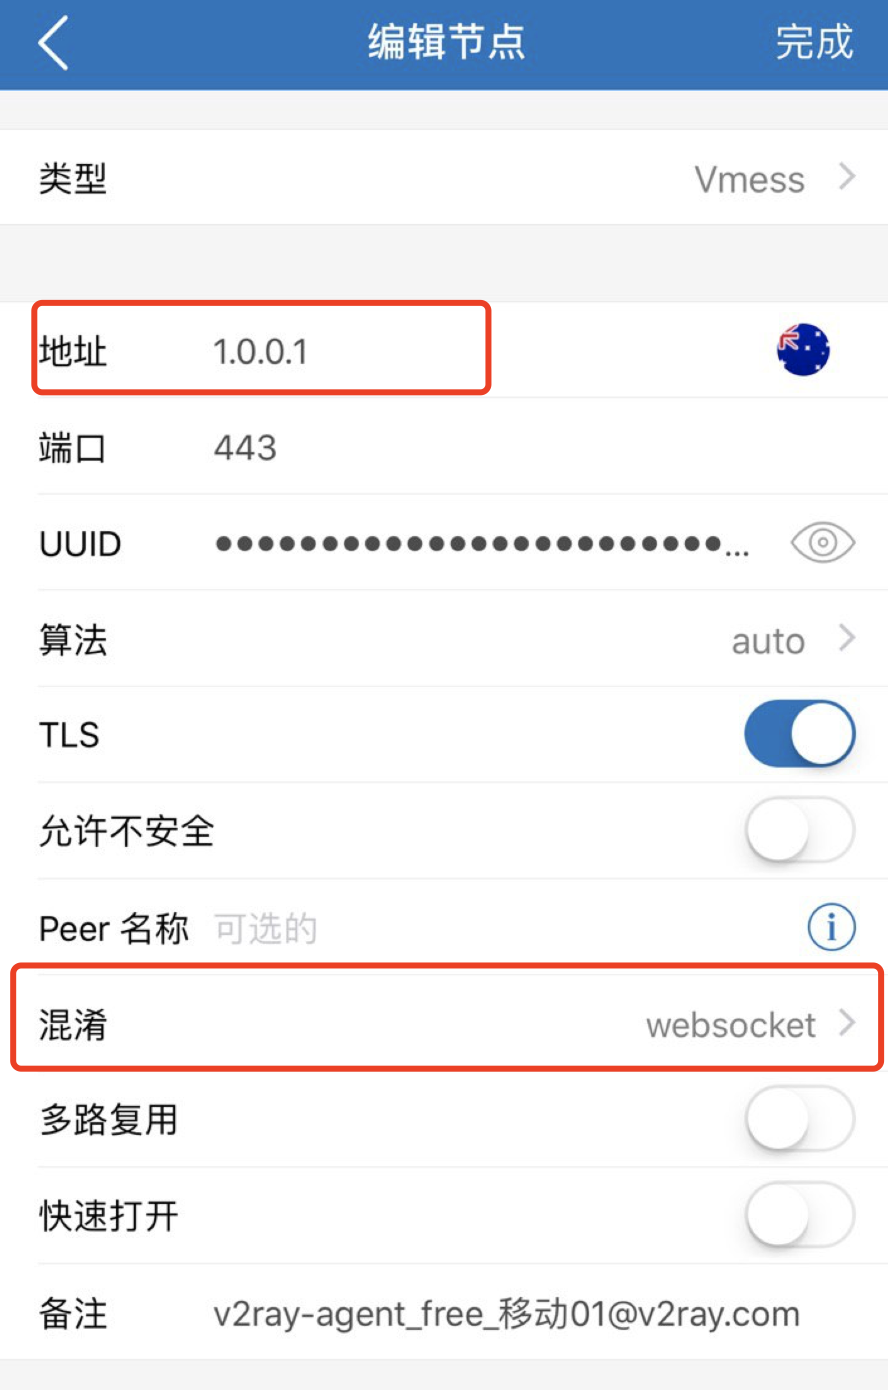 编辑节点 完成
类型 Vmess
地址 1.0.0.1
端口 443
UUID ●●●●●●●●●●●●●●●●●●●●●●●●...
算法 auto
TLS
允许不安全
Peer 名称 可选的
混淆 websocket
多路复用
快速打开
备注 v2ray-agent_free_移动01@v2ray.com